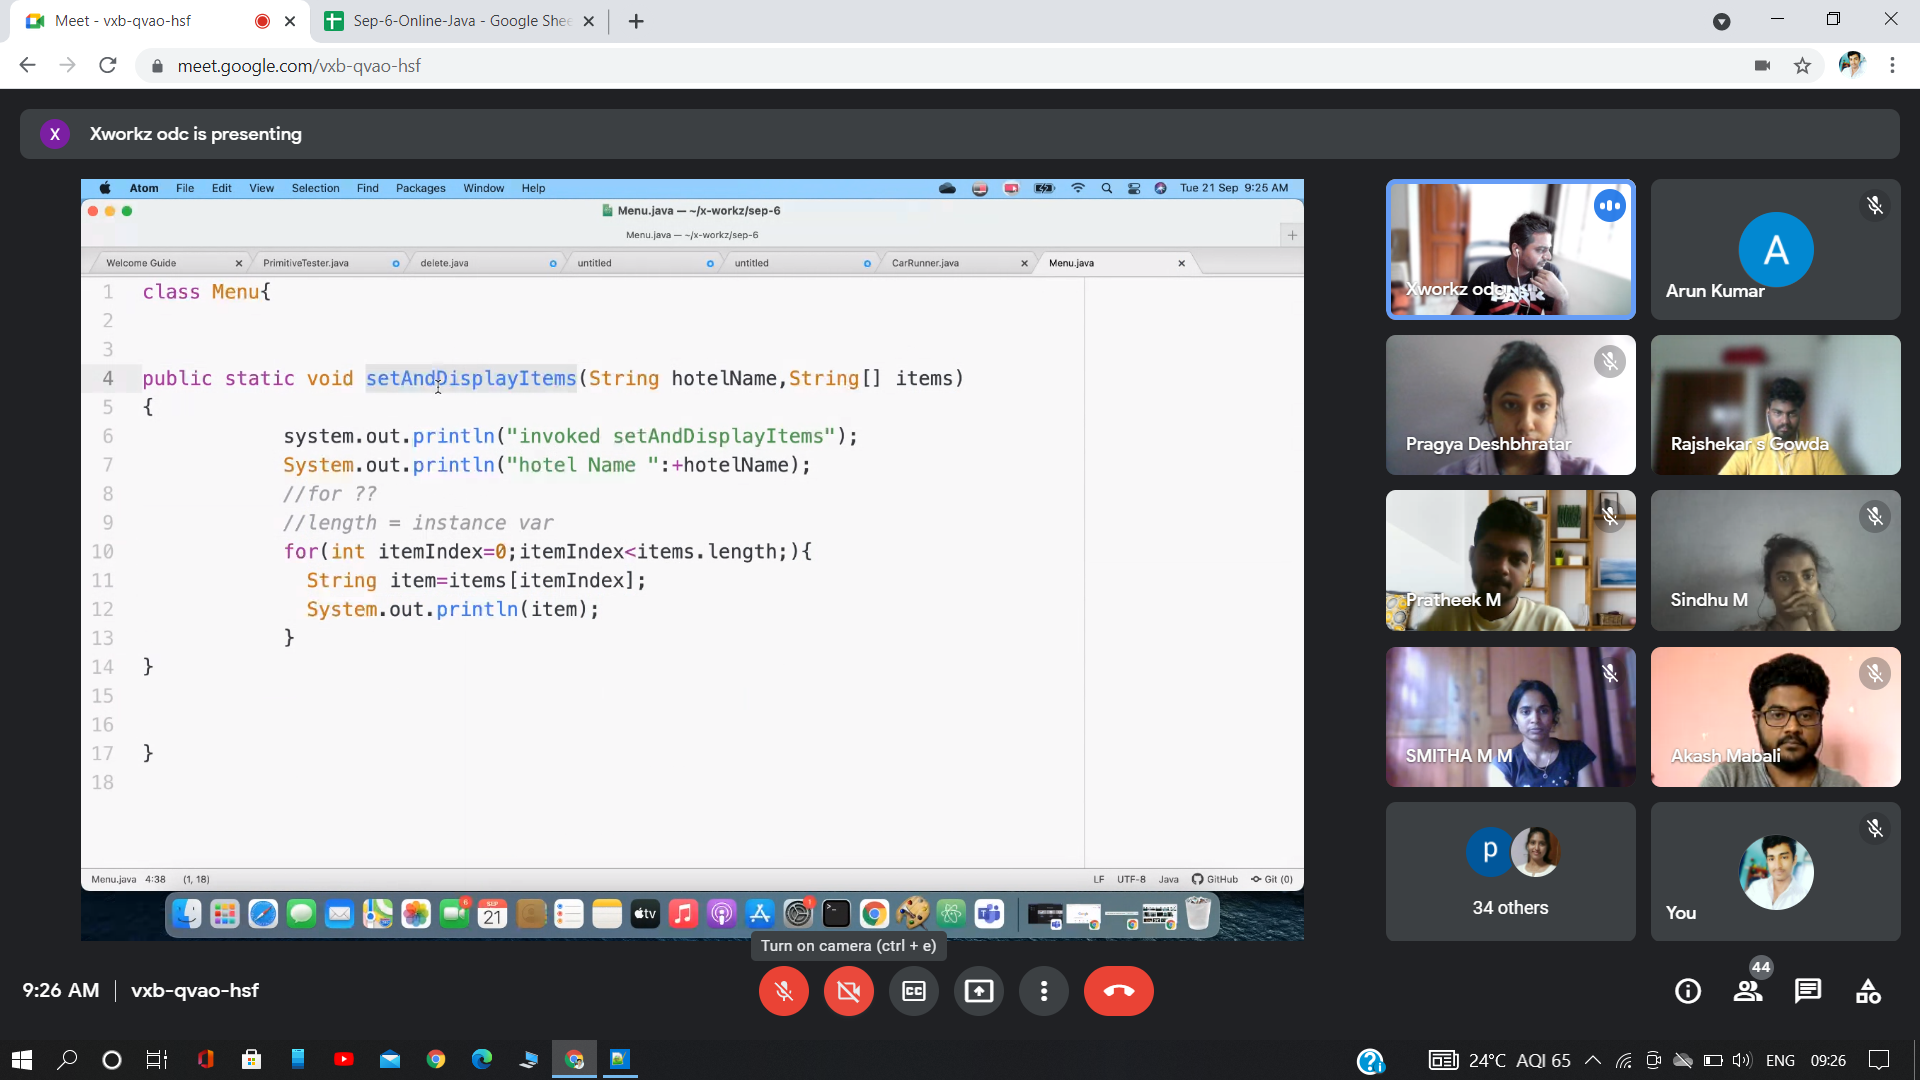 Meet - vxb-qvao-hsf
Sep-6-Online-Java - Google Shee
meet.google.com/vxb-qvao-hsf
X
Xworkz odc is presenting
Atom File Edit View Selection Find Packages Window Help
Tue 21 Sep 9:25 AM
Menu.java — ~/x-workz/sep-6
Menu.java — ~/x-workz/sep-6
Welcome Guide
PrimitiveTester.java
delete.java
untitled
untitled
CarRunner.java
Menu.java
1 class Menu{
2
3
4 public static void setAndDisplayItems(String hotelName,String[] items)
5 {
6 system.out.println("invoked setAndDisplayItems");
7 System.out.println("hotel Name ":+hotelName);
8 //for ??
9 //length = instance var
10 for(int itemIndex=0;itemIndex<items.length;){
11 String item=items[itemIndex];
12 System.out.println(item);
13 }
14 }
15
16
17 }
18
Menu.java 4:38 (1, 18)
LF UTF-8 Java GitHub Git (0)
SEP
21
tv
Turn on camera (ctrl + e)
Xworkz odc
PARK
A
Arun Kumar
Pragya Deshbhratar
Rajshekar s Gowda
Pratheek M
Sindhu M
SMITHA M M
Akash Mabali
p
34 others
You
9:26 AM | vxb-qvao-hsf
CC
44
24°C AQI 65
ENG
09:26